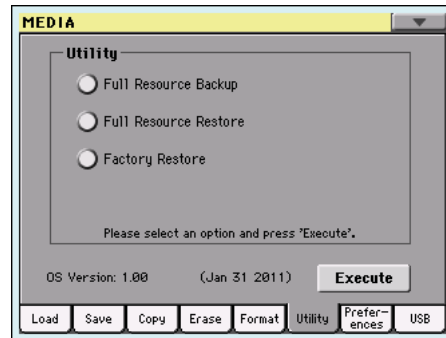 MEDIA
Utility
Full Resource Backup
Full Resource Restore
Factory Restore
Please select an option and press 'Execute'.
OS Version: 1.00 (Jan 31 2011) Execute
Load Save Copy Erase Format Utility Prefer-
ences USB